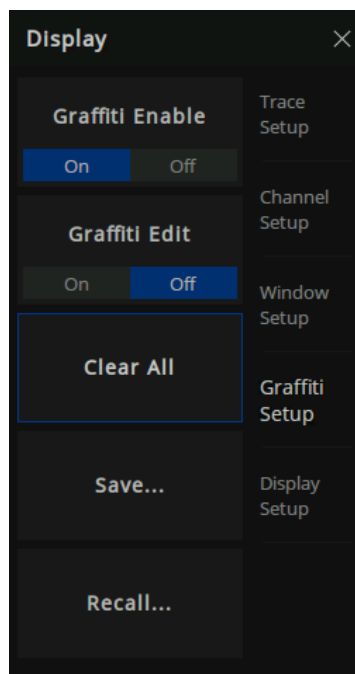 Display
Graffiti Enable
On Off
Graffiti Edit
On Off
Clear All
Save...
Recall...
Trace
Setup
Channel
Setup
Window
Setup
Graffiti
Setup
Display
Setup